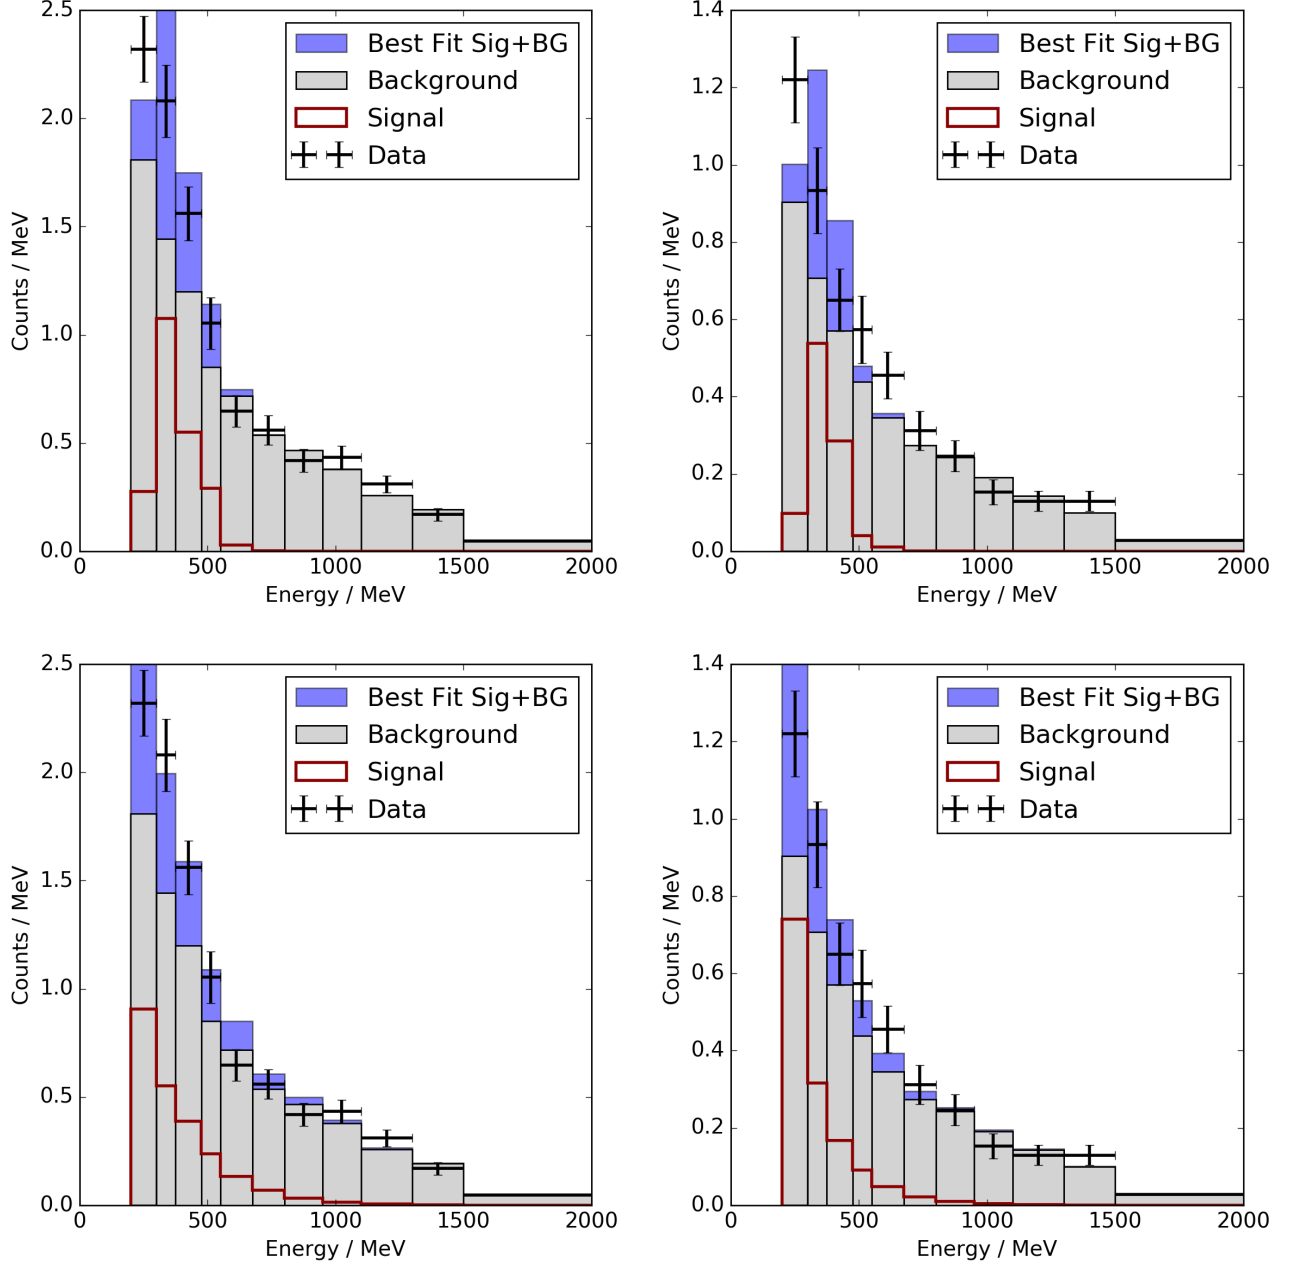 2.5
2.0
1.5
1.0
0.5
0.0
Counts / MeV
Best Fit Sig+BG
Background
Signal
Data
0 500 1000 1500 2000
Energy / MeV
1.4
1.2
1.0
0.8
0.6
0.4
0.2
0.0
Counts / MeV
Best Fit Sig+BG
Background
Signal
Data
0 500 1000 1500 2000
Energy / MeV
2.5
2.0
1.5
1.0
0.5
0.0
Counts / MeV
Best Fit Sig+BG
Background
Signal
Data
0 500 1000 1500 2000
Energy / MeV
1.4
1.2
1.0
0.8
0.6
0.4
0.2
0.0
Counts / MeV
Best Fit Sig+BG
Background
Signal
Data
0 500 1000 1500 2000
Energy / MeV